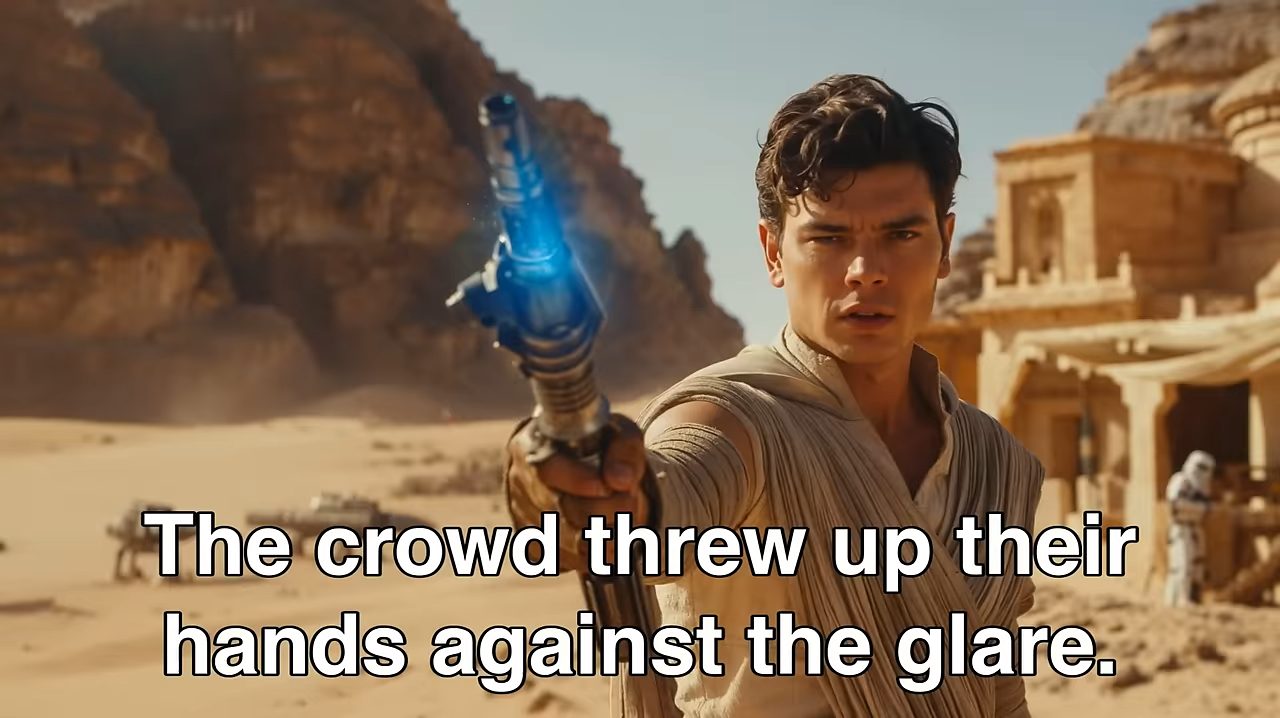 The crowd threw up their
hands against the glare.